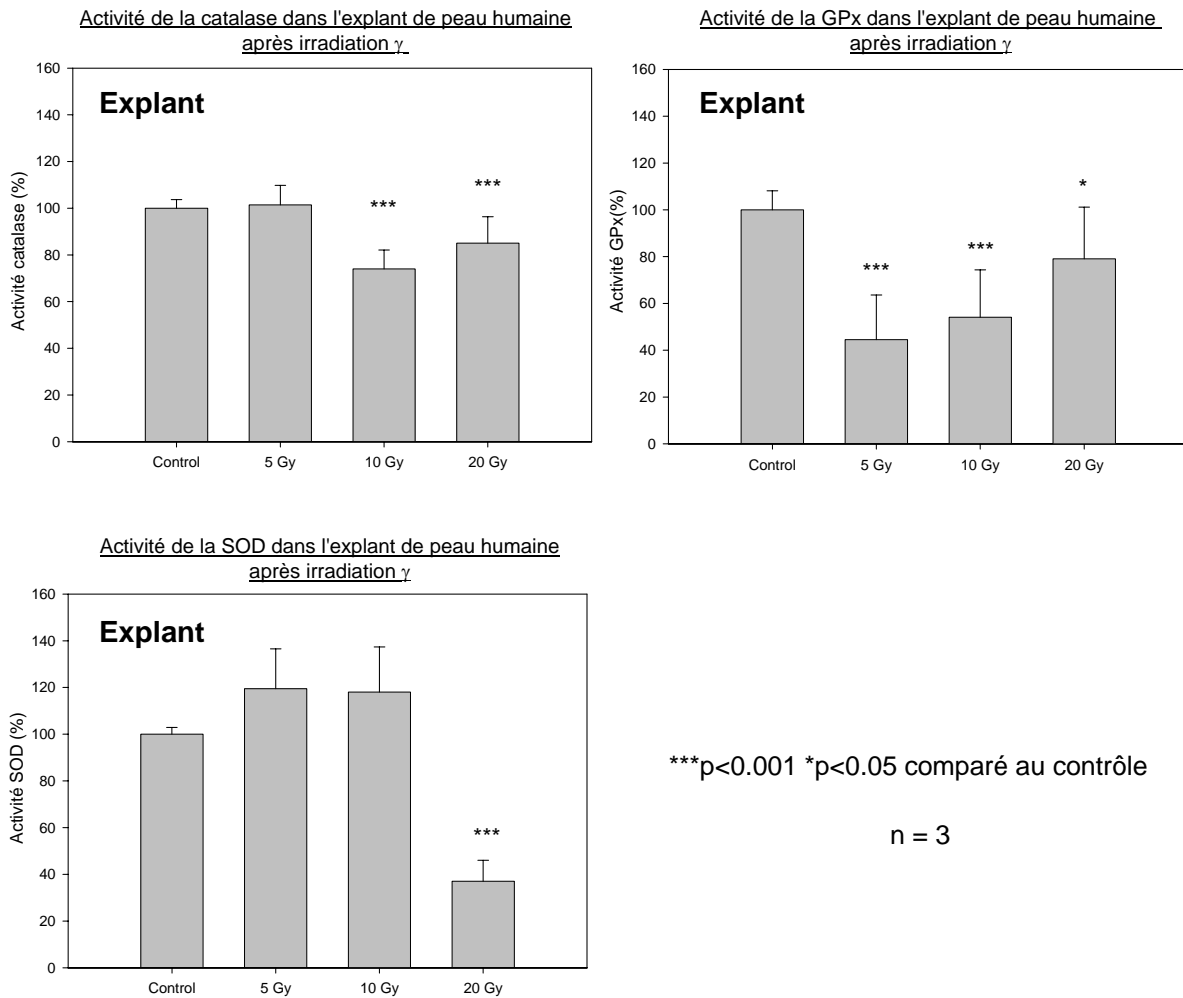 Activité de la catalase dans l'explant de peau humaine
après irradiation γ
160
140
120
100
80
60
40
20
0
Activité catalase (%)
Explant
***
***
Control 5 Gy 10 Gy 20 Gy
Activité de la GPx dans l'explant de peau humaine
après irradiation γ
160
140
120
100
80
60
40
20
0
Activité GPx(%)
Explant
***
***
*
Control 5 Gy 10 Gy 20 Gy
Activité de la SOD dans l'explant de peau humaine
après irradiation γ
160
140
120
100
80
60
40
20
0
Activité SOD (%)
Explant
***
Control 5 Gy 10 Gy 20 Gy
***p<0.001 *p<0.05 comparé au contrôle
n = 3